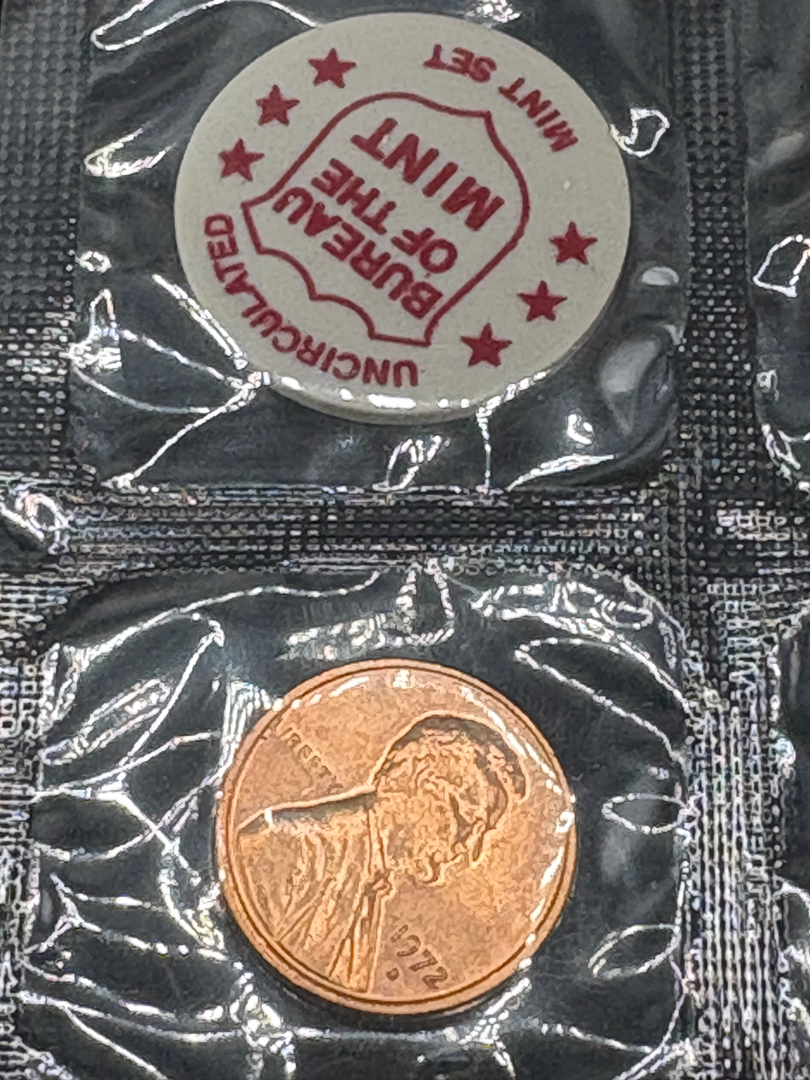 UNCIRCULATED
BUREAU
OF THE
MINT
MINT SET
LIBERTY
1972